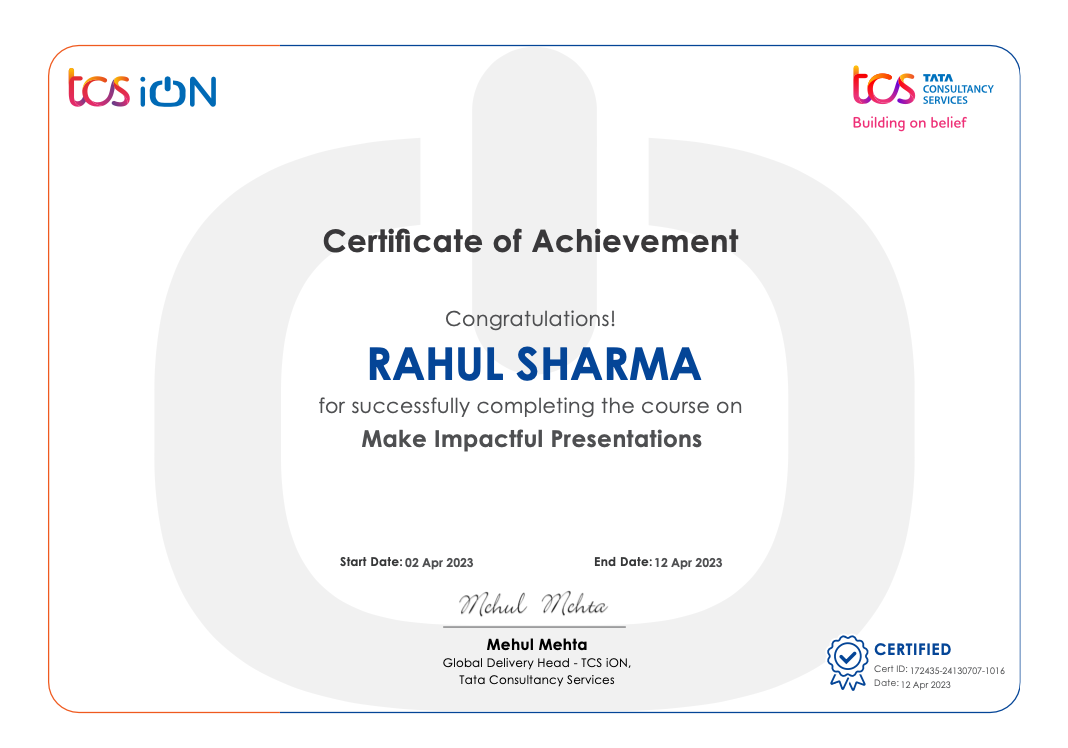 tcs iON
tcs TATA
CONSULTANCY
SERVICES
Building on belief
Certificate of Achievement
Congratulations!
RAHUL SHARMA
for successfully completing the course on
Make Impactful Presentations
Start Date: 02 Apr 2023 End Date: 12 Apr 2023
Mehul Mehta
Mehul Mehta
Global Delivery Head - TCS iON,
Tata Consultancy Services
CERTIFIED
Cert ID: 172435-24130707-1016
Date: 12 Apr 2023